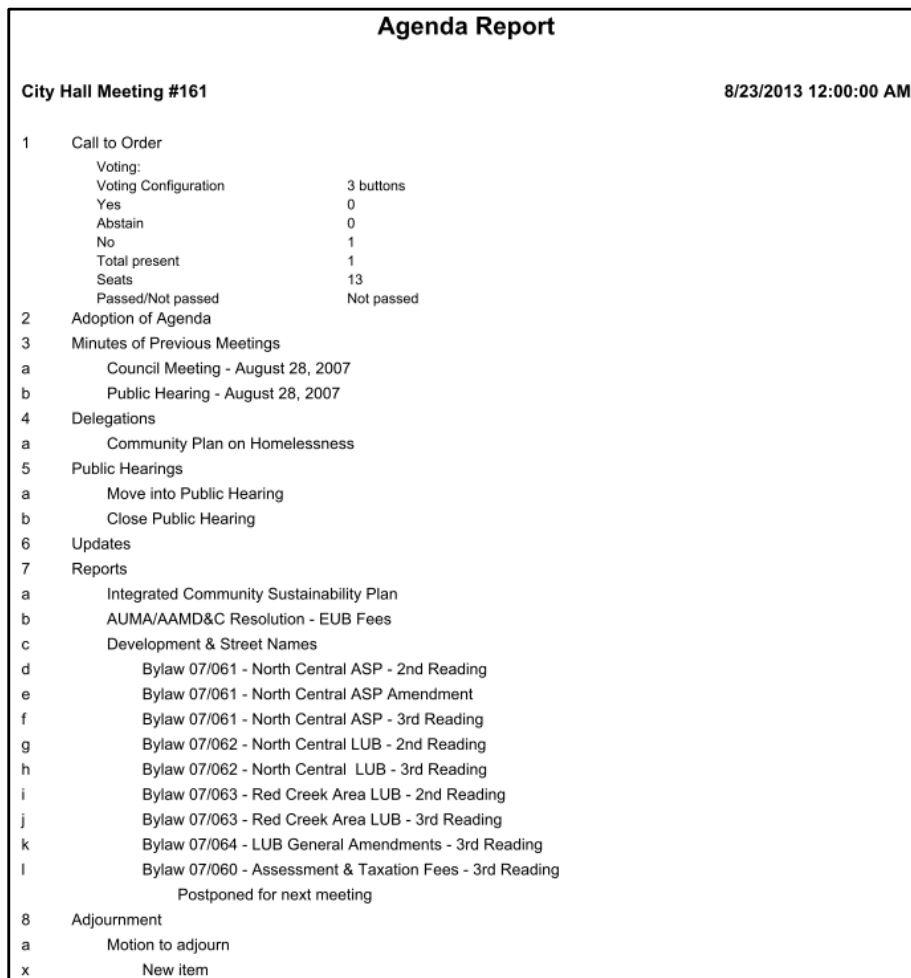 Agenda Report
City Hall Meeting #161 8/23/2013 12:00:00 AM
1 Call to Order
Voting:
Voting Configuration 3 buttons
Yes 0
Abstain 0
No 1
Total present 1
Seats 13
Passed/Not passed Not passed
2 Adoption of Agenda
3 Minutes of Previous Meetings
a Council Meeting - August 28, 2007
b Public Hearing - August 28, 2007
4 Delegations
a Community Plan on Homelessness
5 Public Hearings
a Move into Public Hearing
b Close Public Hearing
6 Updates
7 Reports
a Integrated Community Sustainability Plan
b AUMA/AAMD&C Resolution - EUB Fees
c Development & Street Names
d Bylaw 07/061 - North Central ASP - 2nd Reading
e Bylaw 07/061 - North Central ASP Amendment
f Bylaw 07/061 - North Central ASP - 3rd Reading
g Bylaw 07/062 - North Central LUB - 2nd Reading
h Bylaw 07/062 - North Central LUB - 3rd Reading
i Bylaw 07/063 - Red Creek Area LUB - 2nd Reading
j Bylaw 07/063 - Red Creek Area LUB - 3rd Reading
k Bylaw 07/064 - LUB General Amendments - 3rd Reading
l Bylaw 07/060 - Assessment & Taxation Fees - 3rd Reading
Postponed for next meeting
8 Adjournment
a Motion to adjourn
x New item